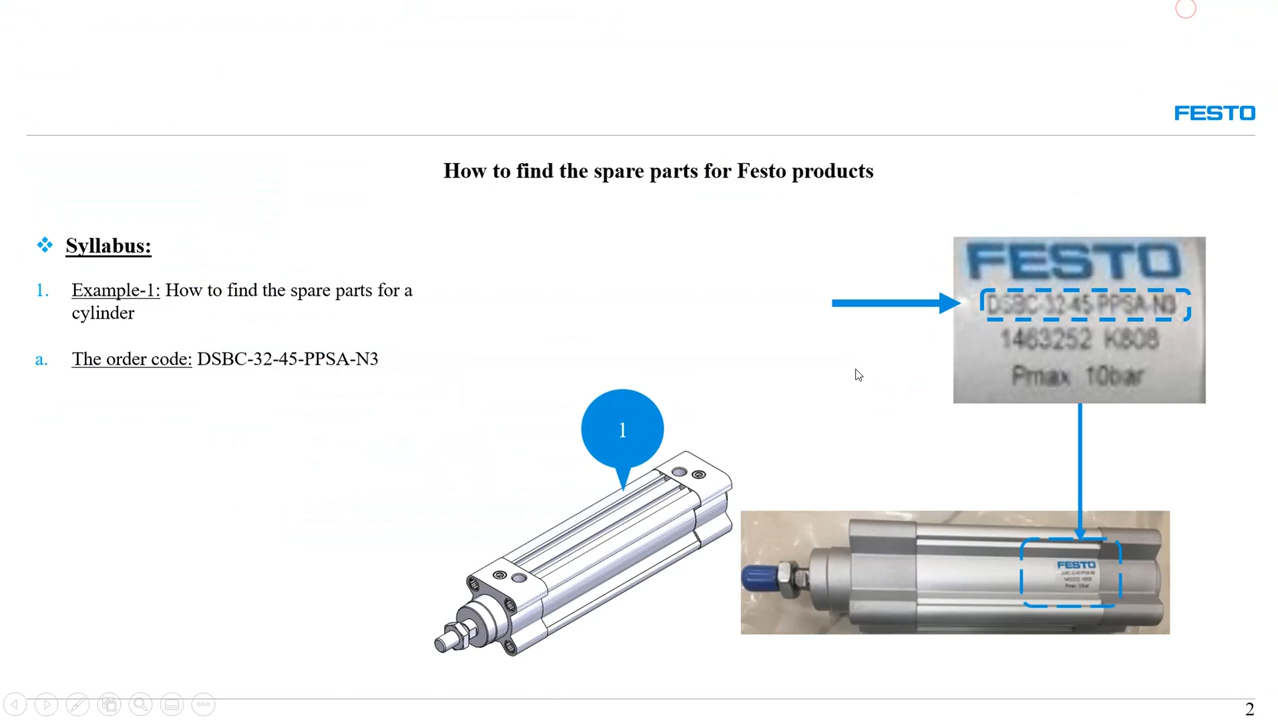 FESTO
How to find the spare parts for Festo products
❖ Syllabus:
1. Example-1: How to find the spare parts for a
cylinder
a. The order code: DSBC-32-45-PPSA-N3
1
FESTO
DSBC-32-45-PPSA-N3
1463252 K808
Pmax 10bar
FESTO
2